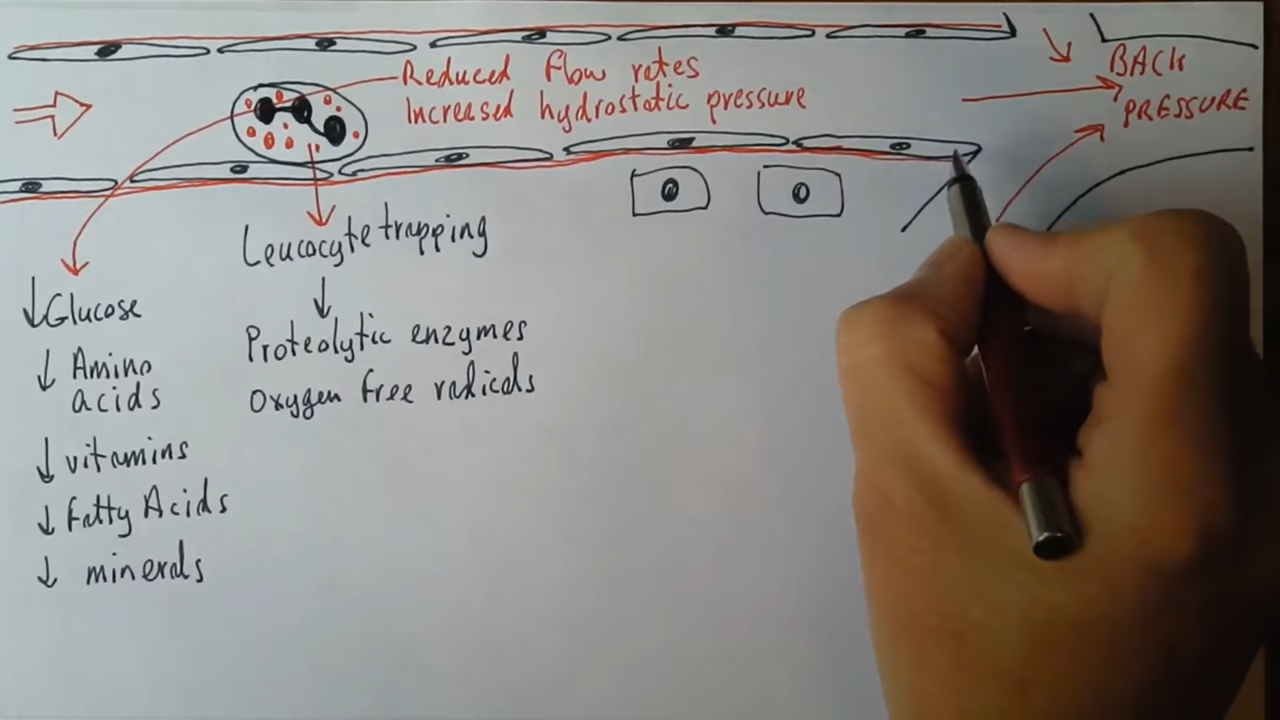 Reduced flow rates
Increased hydrostatic pressure
BACK
PRESSURE
Leucocyte trapping
Proteolytic enzymes
oxygen free radicals
↓Glucose
↓ Amino
acids
↓ vitamins
↓ Fatty Acids
↓ minerals